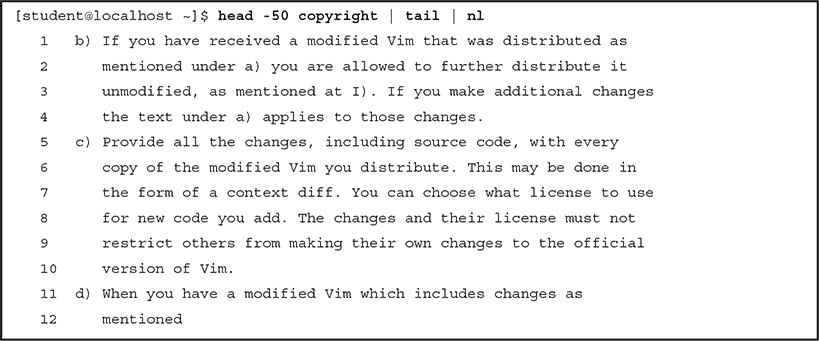 [student@localhost ~]$ head -50 copyright | tail | nl
1 b) If you have received a modified Vim that was distributed as
2 mentioned under a) you are allowed to further distribute it
3 unmodified, as mentioned at I). If you make additional changes
4 the text under a) applies to those changes.
5 c) Provide all the changes, including source code, with every
6 copy of the modified Vim you distribute. This may be done in
7 the form of a context diff. You can choose what license to use
8 for new code you add. The changes and their license must not
9 restrict others from making their own changes to the official
10 version of Vim.
11 d) When you have a modified Vim which includes changes as
12 mentioned